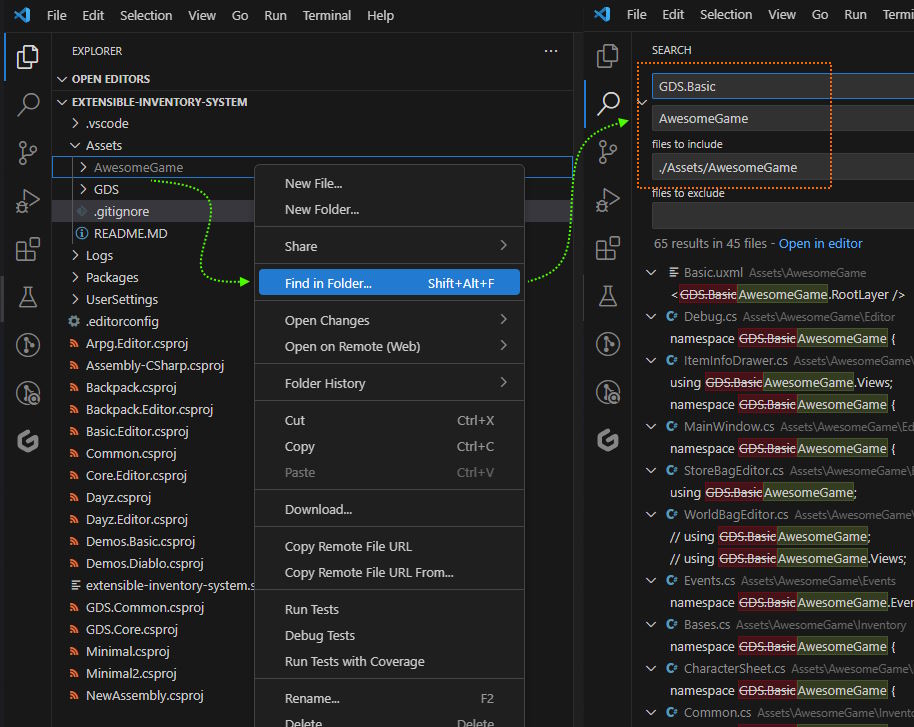 File Edit Selection View Go Run Terminal Help
EXPLORER
OPEN EDITORS
EXTENSIBLE-INVENTORY-SYSTEM
.vscode
Assets
AwesomeGame
GDS
.gitignore
README.MD
Logs
Packages
UserSettings
.editorconfig
Arpg.Editor.csproj
Assembly-CSharp.csproj
Backpack.csproj
Backpack.Editor.csproj
Basic.Editor.csproj
Common.csproj
Core.Editor.csproj
Dayz.csproj
Dayz.Editor.csproj
Demos.Basic.csproj
Demos.Diablo.csproj
extensible-inventory-system.s
GDS.Common.csproj
GDS.Core.csproj
Minimal.csproj
Minimal2.csproj
NewAssembly.csproj
New File...
New Folder...
Share
Find in Folder... Shift+Alt+F
Open Changes
Open on Remote (Web)
Folder History
Cut Ctrl+X
Copy Ctrl+C
Paste Ctrl+V
Download...
Copy Remote File URL
Copy Remote File URL From...
Run Tests
Debug Tests
Run Tests with Coverage
Rename... F2
Delete Delete
File Edit Selection View Go Run Termi
SEARCH
GDS.Basic
AwesomeGame
files to include
./Assets/AwesomeGame
files to exclude
65 results in 45 files - Open in editor
Basic.uxml Assets\AwesomeGame
<GDS.BasicAwesomeGame.RootLayer />
Debug.cs Assets\AwesomeGame\Editor
namespace GDS.BasicAwesomeGame {
ItemInfoDrawer.cs Assets\AwesomeGame\
using GDS.BasicAwesomeGame.Views;
namespace GDS.BasicAwesomeGame {
MainWindow.cs Assets\AwesomeGame\Ed
namespace GDS.BasicAwesomeGame {
StoreBagEditor.cs Assets\AwesomeGame\
using GDS.BasicAwesomeGame;
WorldBagEditor.cs Assets\AwesomeGame\
// using GDS.BasicAwesomeGame;
// using GDS.BasicAwesomeGame.Views;
Events.cs Assets\AwesomeGame\Events
namespace GDS.BasicAwesomeGame.Even
Bases.cs Assets\AwesomeGame\Inventory
namespace GDS.BasicAwesomeGame {
CharacterSheet.cs Assets\AwesomeGame\
namespace GDS.BasicAwesomeGame {
Common.cs Assets\AwesomeGame\Invento